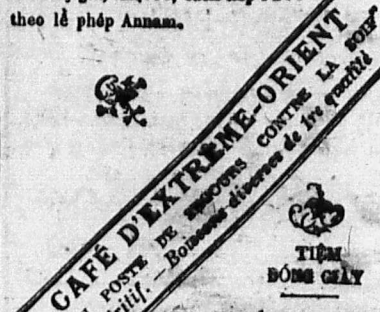 theo lễ phép Annam.
CAFÉ D'EXTRÊME-ORIENT
POSTE DE SECOURS CONTRE LA SOIF
Boissons diverses de 1re qualité
TIỆM
ĐÓNG GIÀY